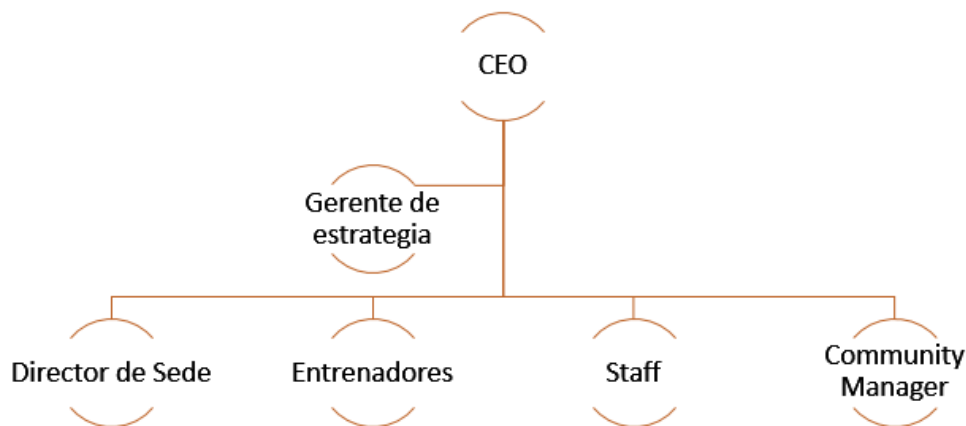 CEO
Gerente de
estrategia
Director de Sede
Entrenadores
Staff
Community
Manager